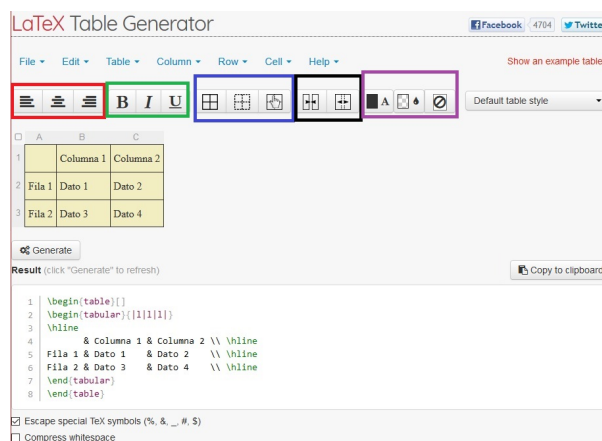 LaTeX Table Generator
Facebook 4704 Twitte
File Edit Table Column Row Cell Help Show an example table
B I U A Default table style
A B C
1 Columna 1 Columna 2
2 Fila 1 Dato 1 Dato 2
3 Fila 2 Dato 3 Dato 4
Generate
Result (click "Generate" to refresh) Copy to clipboard
1 \begin{table}[]
2 \begin{tabular}{|l|l|l|}
3 \hline
4 & Columna 1 & Columna 2 \\ \hline
5 Fila 1 & Dato 1 & Dato 2 \\ \hline
6 Fila 2 & Dato 3 & Dato 4 \\ \hline
7 \end{tabular}
8 \end{table}
Escape special TeX symbols (%, &, _, #, $)
Compress whitespace